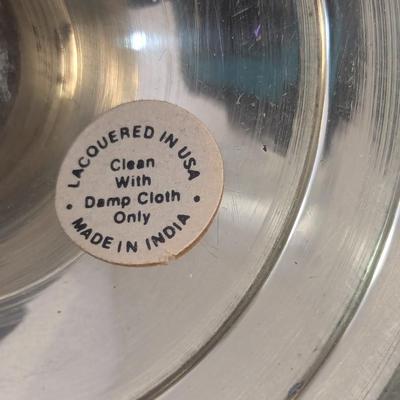 LACQUERED IN USA
Clean
With
Damp Cloth
Only
• MADE IN INDIA •